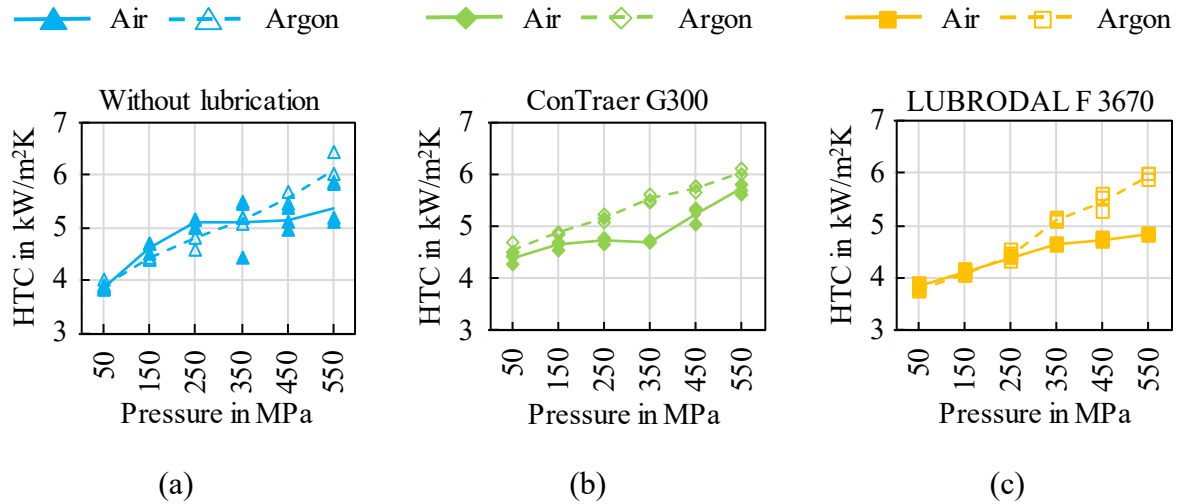 Air Argon Air Argon Air Argon
Without lubrication
HTC in kW/m²K
7
6
5
4
3
50 150 250 350 450 550
Pressure in MPa
(a)
ConTraer G300
HTC in kW/m²K
7
6
5
4
3
50 150 250 350 450 550
Pressure in MPa
(b)
LUBRODAL F 3670
HTC in kW/m²K
7
6
5
4
3
50 150 250 350 450 550
Pressure in MPa
(c)